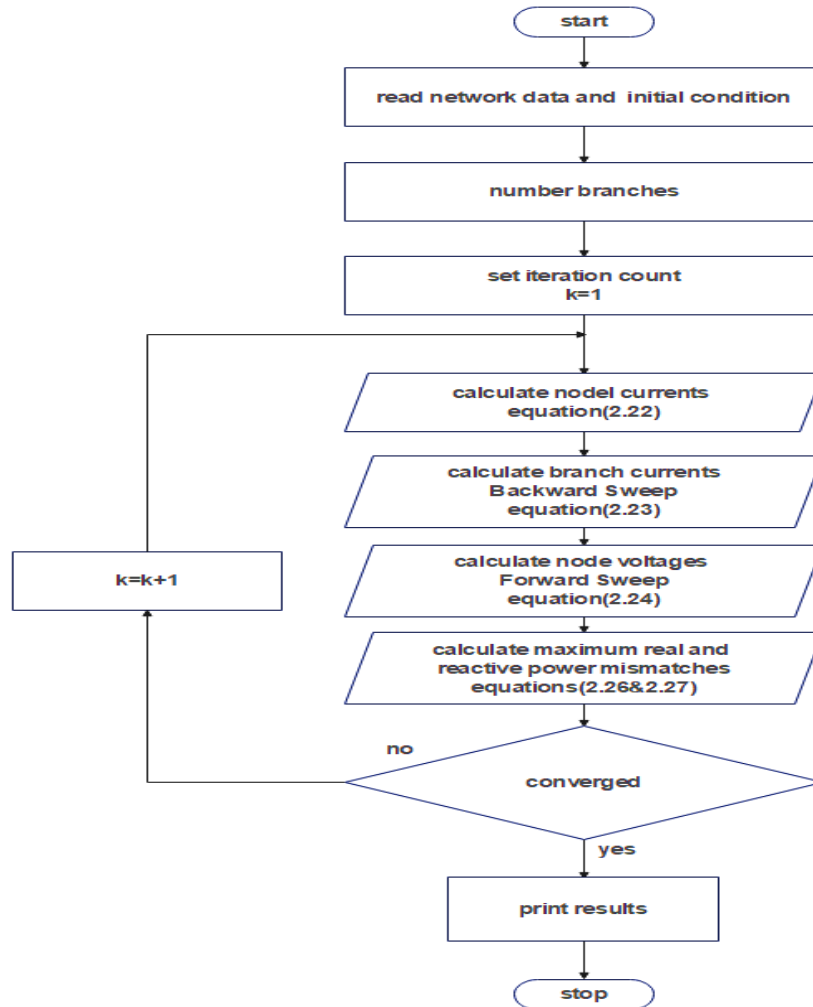 start
read network data and initial condition
number branches
set iteration count
k=1
calculate nodel currents
equation(2.22)
calculate branch currents
Backward Sweep
equation(2.23)
calculate node voltages
Forward Sweep
equation(2.24)
k=k+1
calculate maximum real and
reactive power mismatches
equations(2.26&2.27)
no
converged
yes
print results
stop